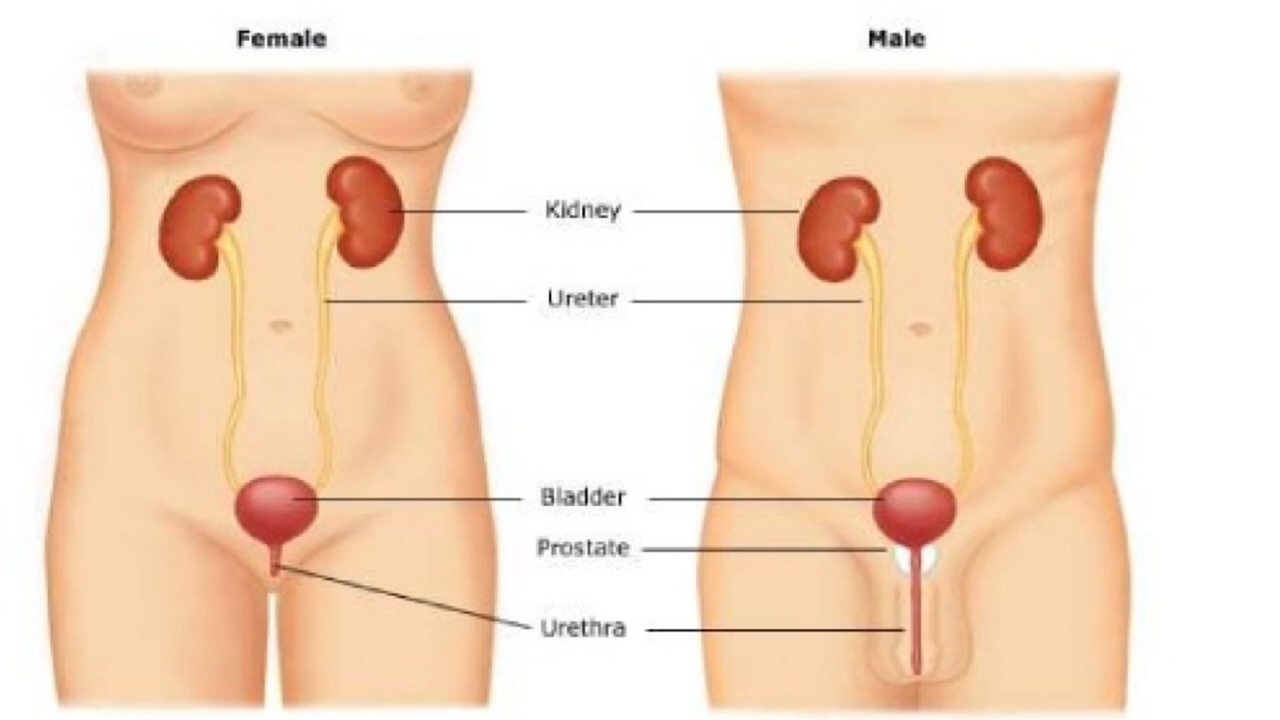 Female
Male
Kidney
Ureter
Bladder
Prostate
Urethra